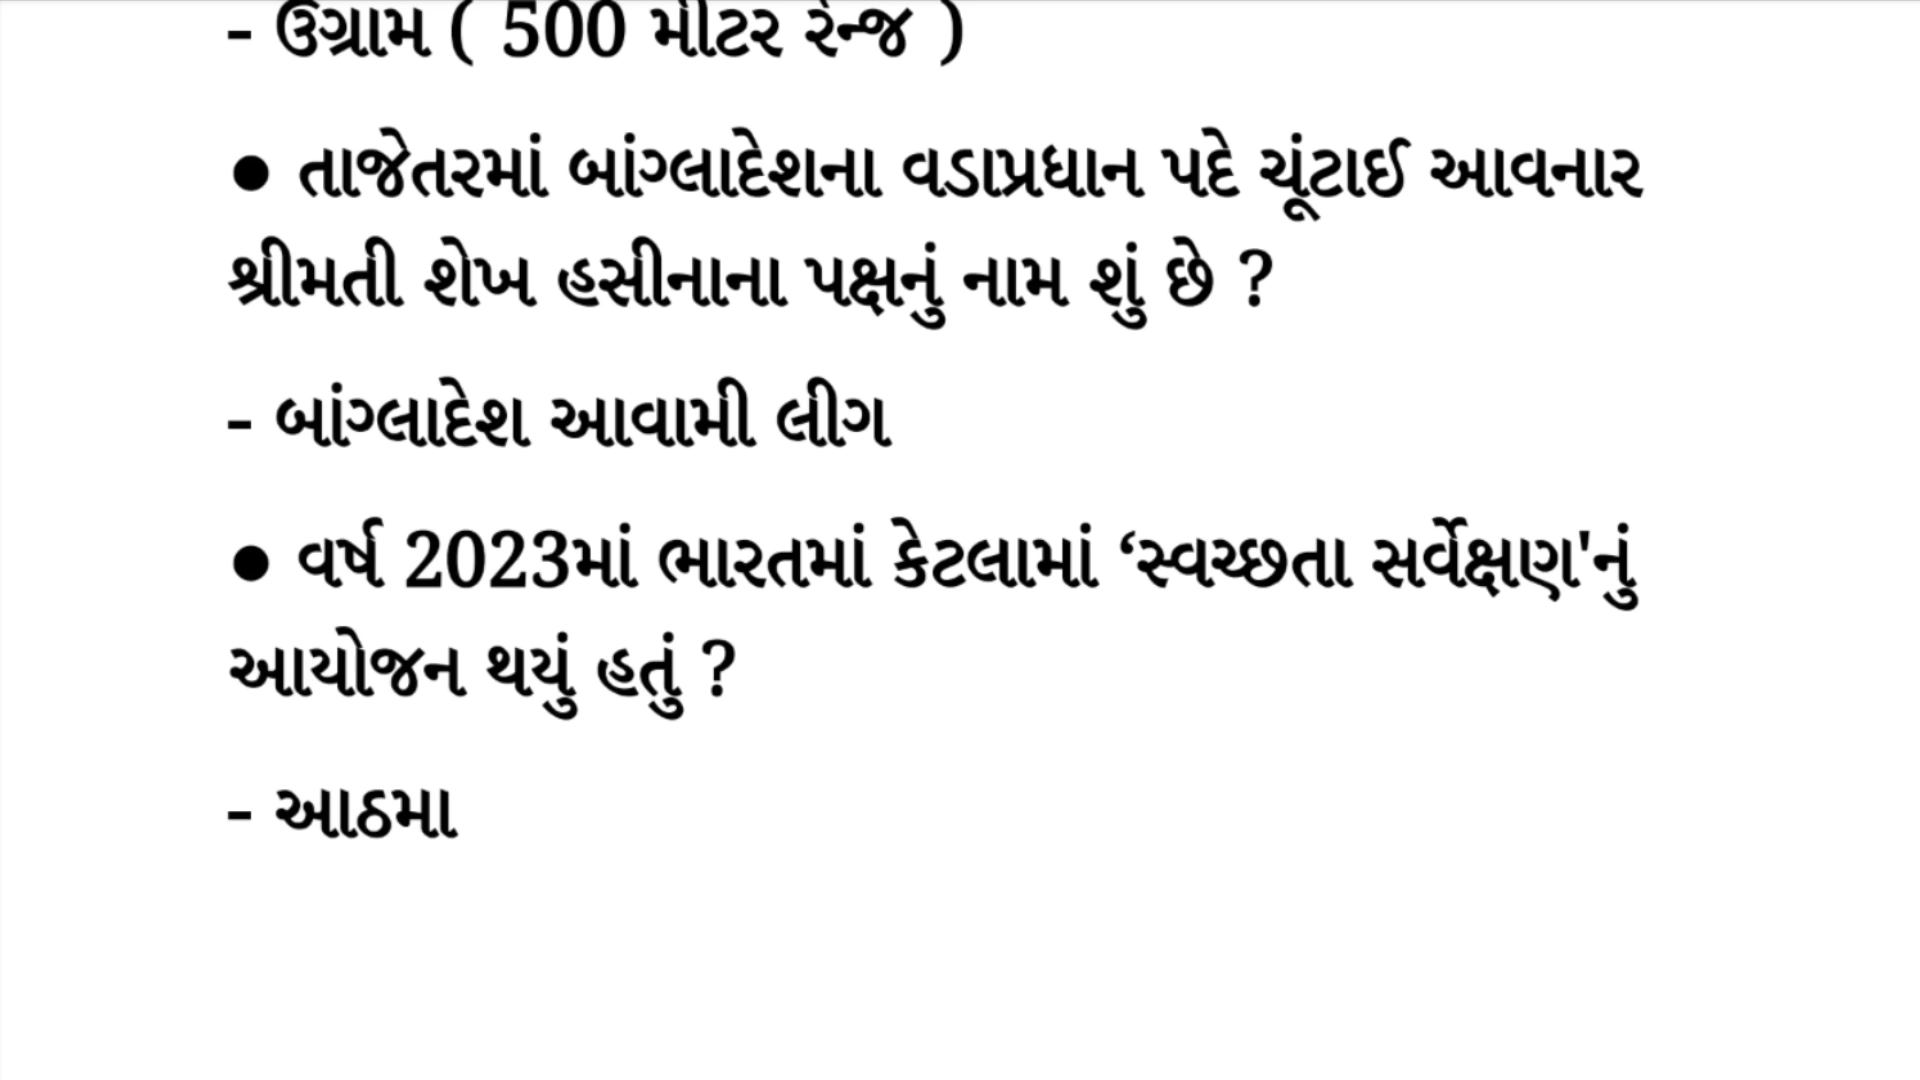 - ઉગ્રામ ( 500 મીટર રેન્જ )
● તાજેતરમાં બાંગ્લાદેશના વડાપ્રધાન પદે ચૂંટાઈ આવનાર
શ્રીમતી શેખ હસીનાના પક્ષનું નામ શું છે ?
- બાંગ્લાદેશ આવામી લીગ
● વર્ષ 2023માં ભારતમાં કેટલામાં ‘સ્વચ્છતા સર્વેક્ષણ'નું
આયોજન થયું હતું ?
- આઠમા